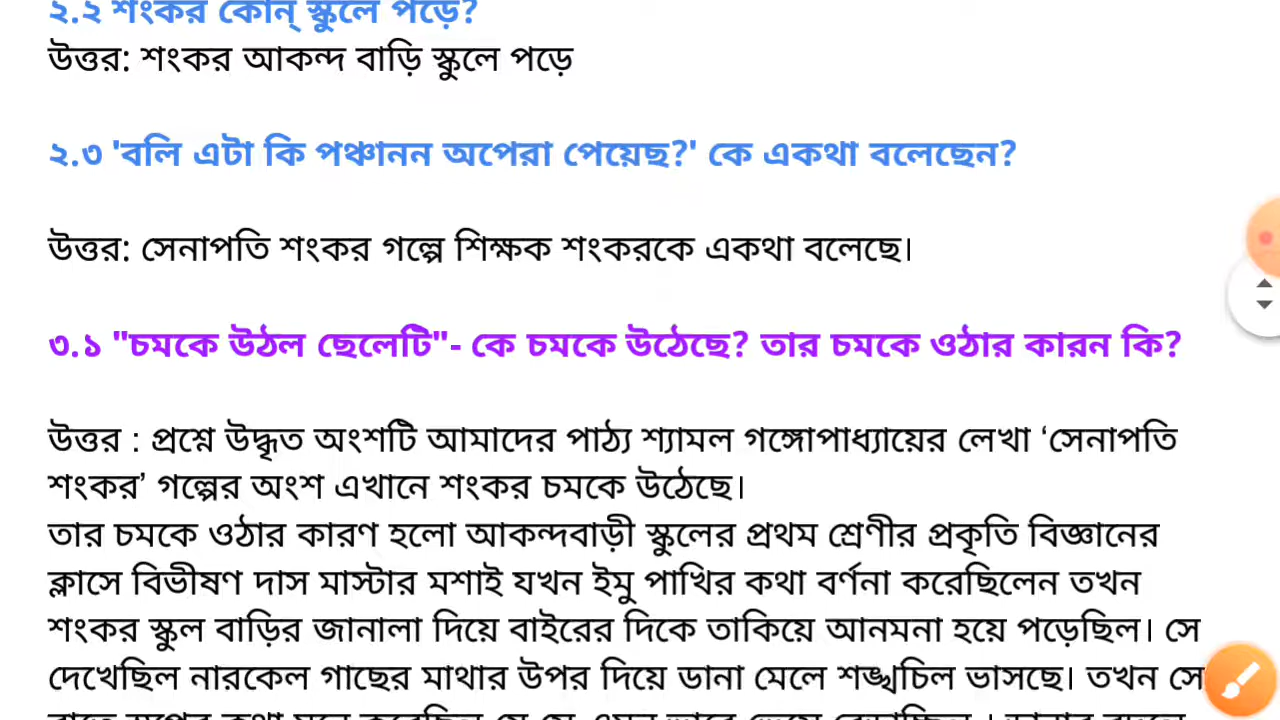 ২.২ শংকর কোন্ স্কুলে পড়ে?
উত্তর: শংকর আকন্দ বাড়ি স্কুলে পড়ে
২.৩ 'বলি এটা কি পঞ্চানন অপেরা পেয়েছ?' কে একথা বলেছেন?
উত্তর: সেনাপতি শংকর গল্পে শিক্ষক শংকরকে একথা বলেছে।
৩.১ "চমকে উঠল ছেলেটি"- কে চমকে উঠেছে? তার চমকে ওঠার কারন কি?
উত্তর : প্রশ্নে উদ্ধৃত অংশটি আমাদের পাঠ্য শ্যামল গঙ্গোপাধ্যায়ের লেখা ‘সেনাপতি
শংকর’ গল্পের অংশ এখানে শংকর চমকে উঠেছে।
তার চমকে ওঠার কারণ হলো আকন্দবাড়ী স্কুলের প্রথম শ্রেণীর প্রকৃতি বিজ্ঞানের
ক্লাসে বিভীষণ দাস মাস্টার মশাই যখন ইমু পাখির কথা বর্ণনা করেছিলেন তখন
শংকর স্কুল বাড়ির জানালা দিয়ে বাইরের দিকে তাকিয়ে আনমনা হয়ে পড়েছিল। সে
দেখেছিল নারকেল গাছের মাথার উপর দিয়ে ডানা মেলে শঙ্খচিল ভাসছে। তখন সে